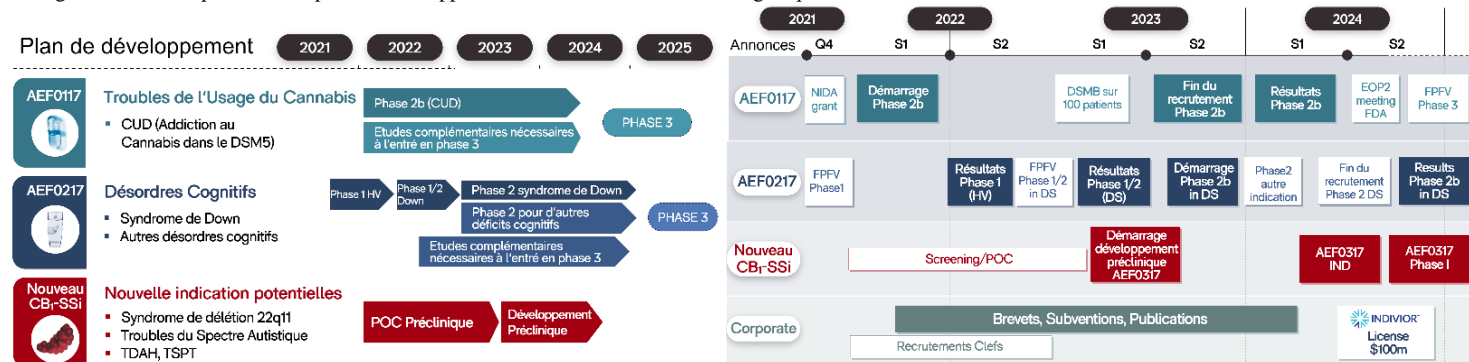 Plan de développement
2021
2022
2023
2024
2025
AEF0117
Troubles de l'Usage du Cannabis
CUD (Addiction au
Cannabis dans le DSM5)
Phase 2b (CUD)
Etudes complémentaires nécessaires
à l'entré en phase 3
PHASE 3
AEF0217
Désordres Cognitifs
Syndrome de Down
Autres désordres cognitifs
Phase 1 HV
Phase 1/2
Down
Phase 2 syndrome de Down
Phase 2 pour d'autres
déficits cognitifs
Etudes complémentaires
nécessaires à l'entré en phase 3
PHASE 3
Nouveau
CB₁-SSi
Nouvelle indication potentielles
Syndrome de délétion 22q11
Troubles du Spectre Autistique
TDAH, TSPT
POC Préclinique
Développement
Préclinique
2021
2022
2023
2024
Annonces
Q4
S1
S2
S1
S2
S1
S2
AEF0117
NIDA
grant
Démarrage
Phase 2b
DSMB sur
100 patients
Fin du
recrutement
Phase 2b
Résultats
Phase 2b
EOP2
meeting
FDA
FPFV
Phase 3
AEF0217
FPFV
Phase1
Résultats
Phase 1
(HV)
FPFV
Phase 1/2
in DS
Résultats
Phase 1/2
(DS)
Démarrage
Phase 2b
in DS
Phase2
autre
indication
Fin du
recrutement
Phase 2 DS
Results
Phase 2b
in DS
Nouveau
CB₁-SSi
Screening/POC
Démarrage
développement
préclinique
AEF0317
AEF0317
IND
AEF0317
Phase I
Corporate
Brevets, Subventions, Publications
Recrutements Clefs
INDIVIOR
License
$100m